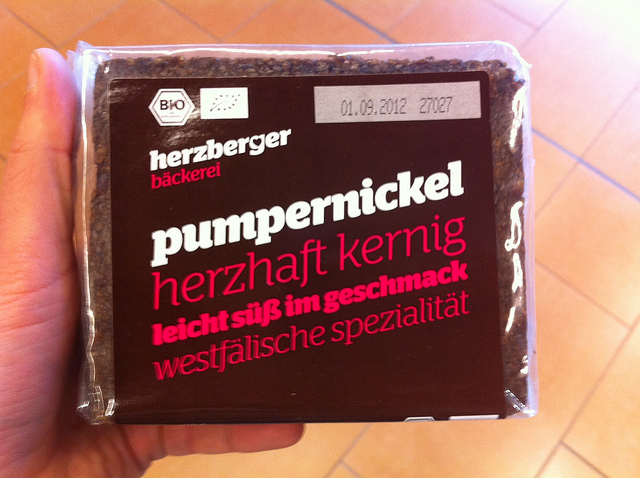 BIO
01.09.2012 27027
herzberger
bäckerei
pumpernickel
herzhaft kernig
leicht süß im geschmack
westfälische spezialität